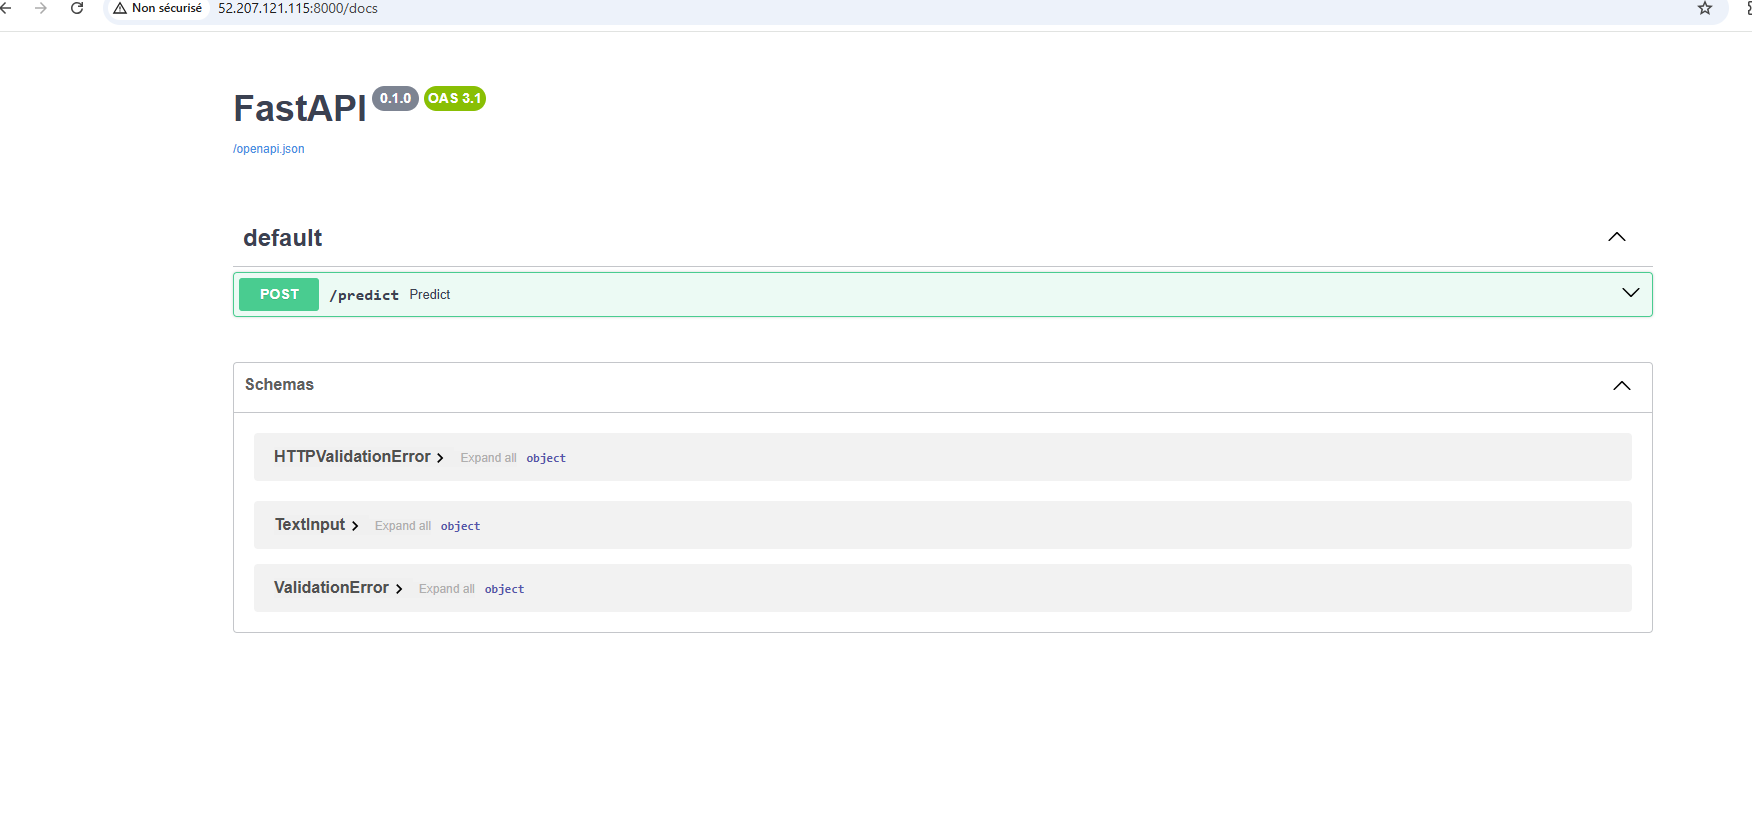 Non sécurisé 52.207.121.115:8000/docs
FastAPI 0.1.0 OAS 3.1
/openapi.json
default
POST /predict Predict
Schemas
HTTPValidationError Expand all object
TextInput Expand all object
ValidationError Expand all object